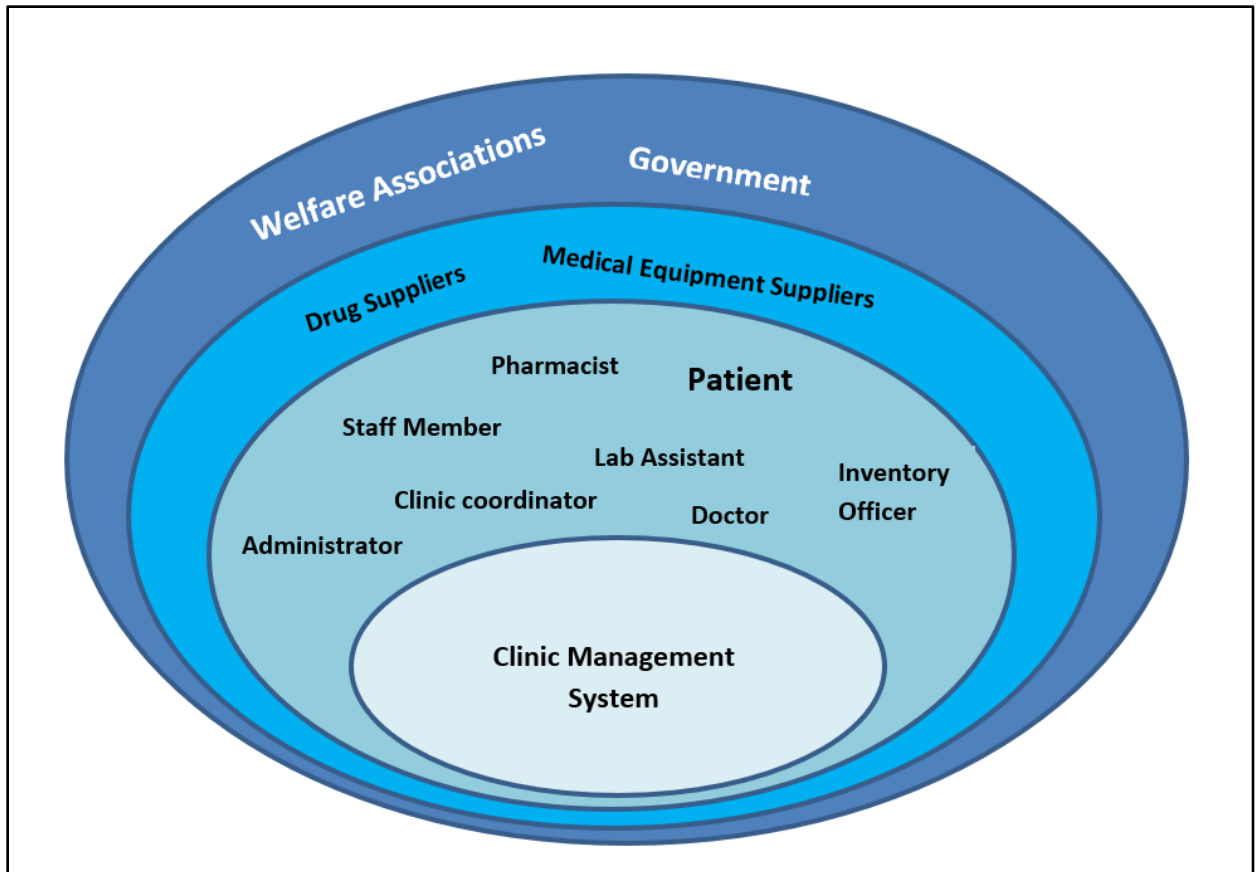 Welfare Associations
Government
Drug Suppliers
Medical Equipment Suppliers
Pharmacist
Patient
Staff Member
Lab Assistant
Inventory
Officer
Clinic coordinator
Doctor
Administrator
Clinic Management
System